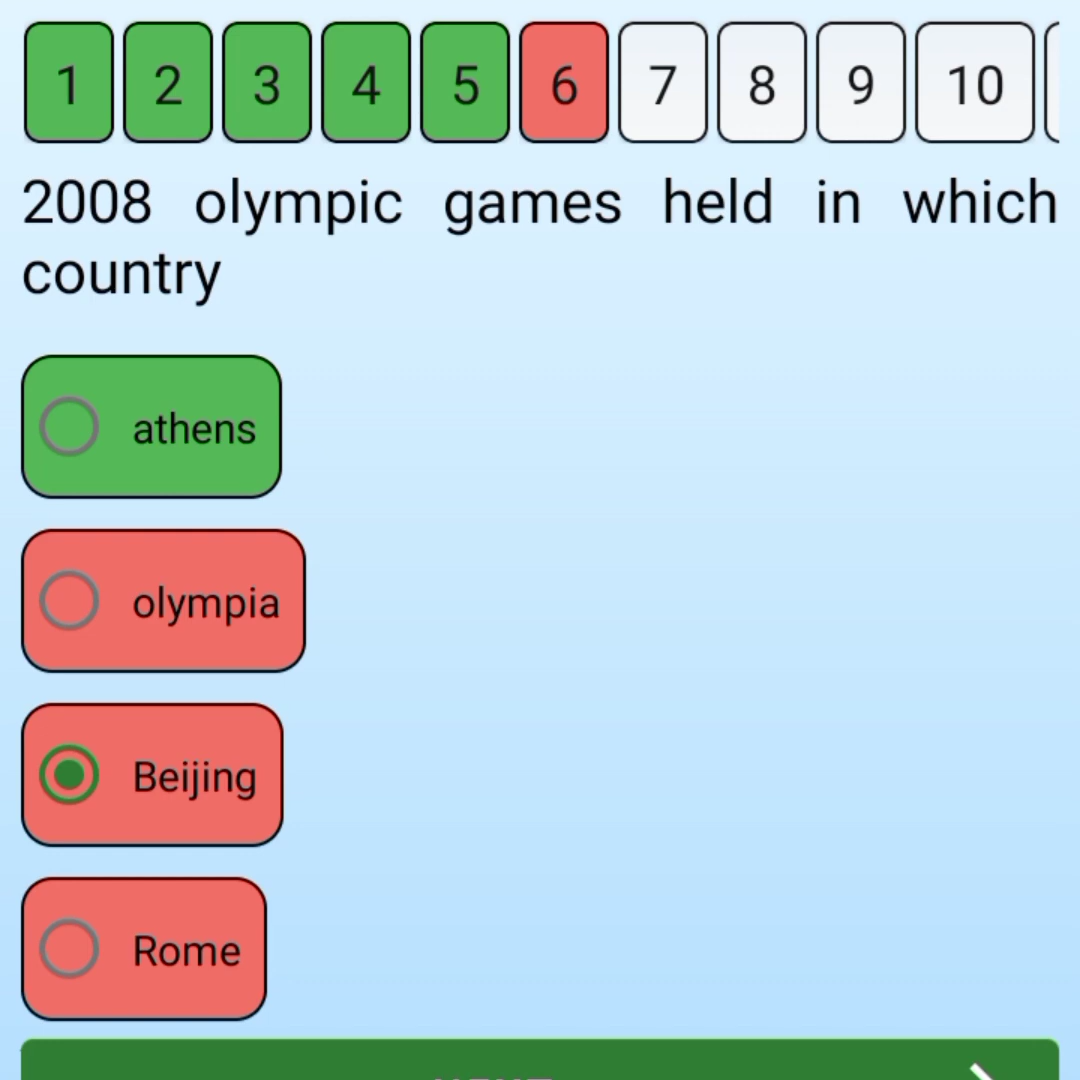 1 2 3 4 5 6 7 8 9 10
2008 olympic games held in which
country
athens
olympia
Beijing
Rome